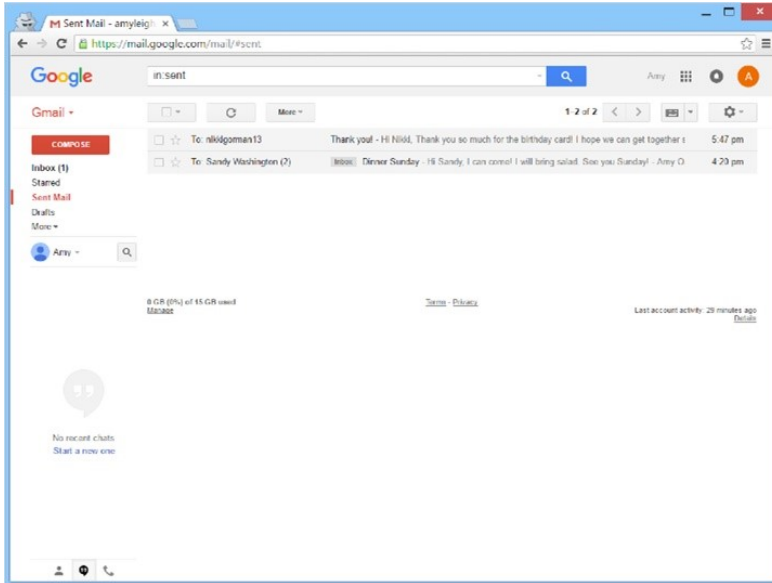 Sent Mail - amyleigh
https://mail.google.com/mail/#sent
Google
in:sent
Amy
A
Gmail
More
1-2 of 2
COMPOSE
To: nikkigorman13 Thank you! - Hi Nikki, Thank you so much for the birthday card! I hope we can get together s 5:47 pm
Inbox (1)
To: Sandy Washington (2) Inbox Dinner Sunday - Hi Sandy, I can come! I will bring salad. See you Sunday! - Amy O 4:20 pm
Starred
Sent Mail
Drafts
More
Amy
0 GB (0%) of 15 GB used
Manage
Terms - Privacy
Last account activity: 29 minutes ago
Details
No recent chats
Start a new one